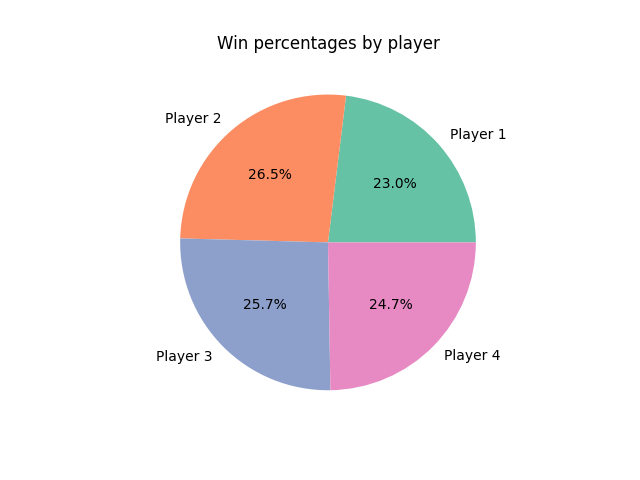 Win percentages by player
Player 2
Player 1
26.5%
23.0%
25.7%
24.7%
Player 3
Player 4